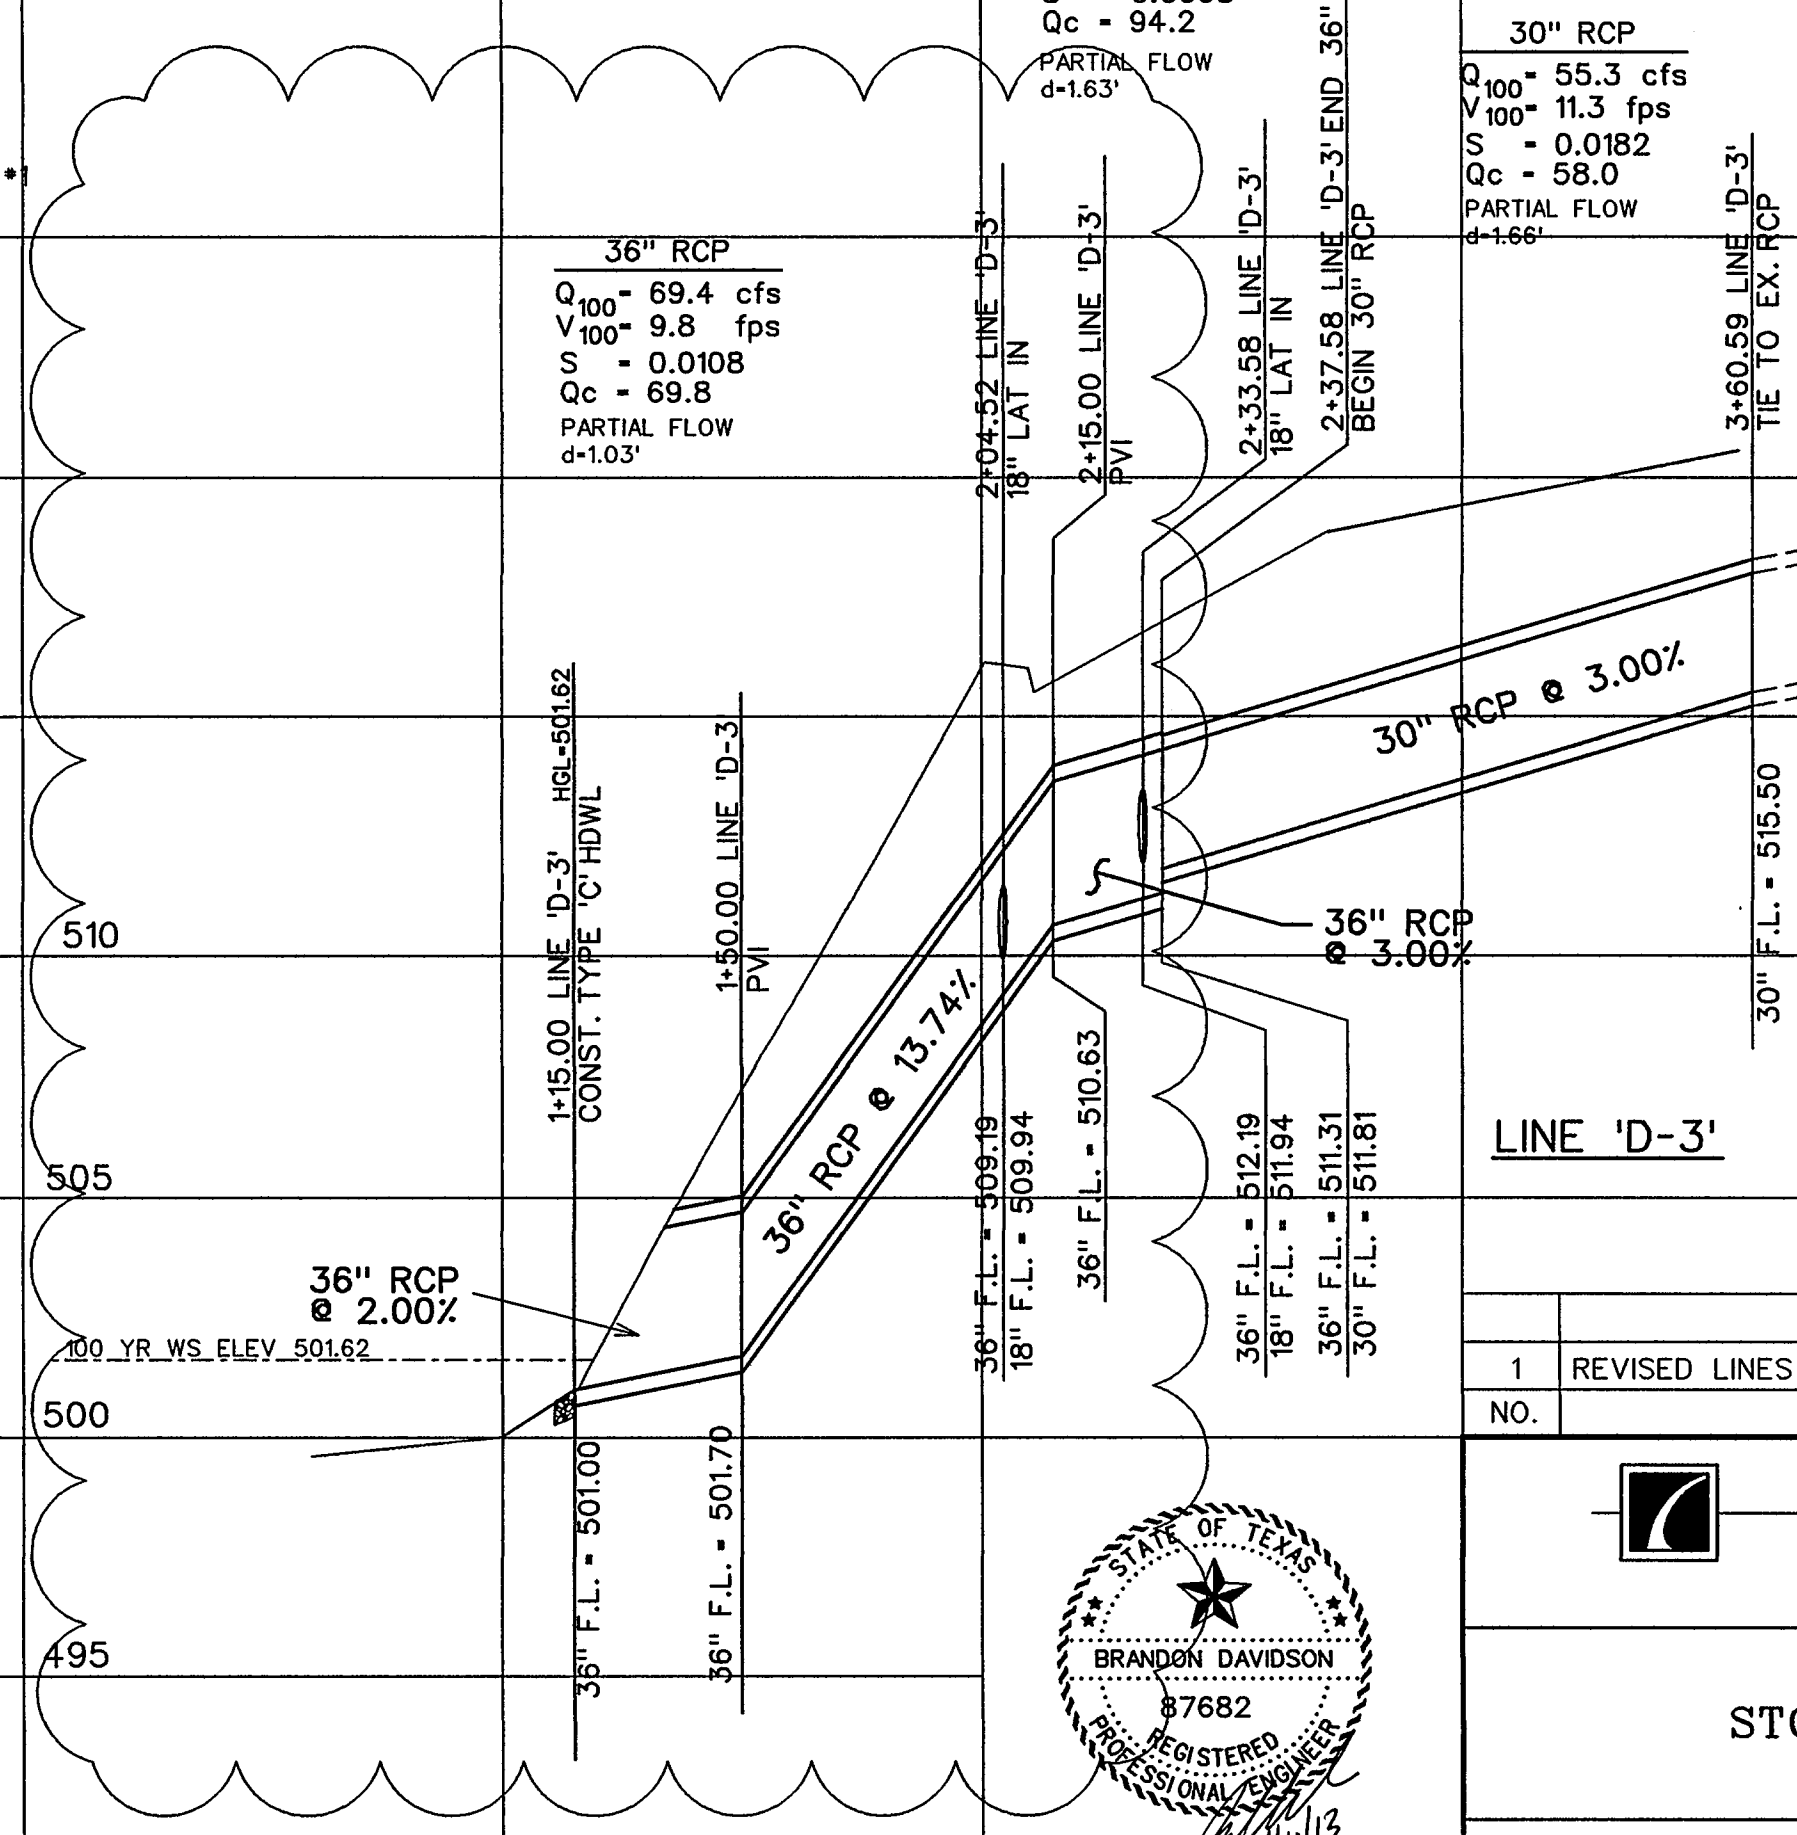 Qc = 94.2
PARTIAL FLOW
d=1.63'
30" RCP
Q100= 55.3 cfs
V100= 11.3 fps
S = 0.0182
Qc = 58.0
PARTIAL FLOW
d=1.66'
36" RCP
Q100= 69.4 cfs
V100= 9.8 fps
S = 0.0108
Qc = 69.8
PARTIAL FLOW
d=1.03'
1+15.00 LINE 'D-3' HGL=501.62
CONST. TYPE 'C' HDWL
1+50.00 LINE 'D-3'
PVI
2+04.52 LINE 'D-3'
18" LAT IN
2+15.00 LINE 'D-3'
PVI
2+33.58 LINE 'D-3'
18" LAT IN
2+37.58 LINE 'D-3' END 36"
BEGIN 30" RCP
3+60.59 LINE 'D-3'
TIE TO EX. RCP
30" RCP @ 3.00%
36" RCP
@ 3.00%
36" RCP @ 13.74%
36" RCP
@ 2.00%
100 YR WS ELEV 501.62
510
505
500
495
36" F.L. = 501.00
36" F.L. = 501.70
36" F.L. = 509.19
18" F.L. = 509.94
36" F.L. = 510.63
36" F.L. = 512.19
18" F.L. = 511.94
36" F.L. = 511.31
30" F.L. = 511.81
30" F.L. = 515.50
LINE 'D-3'
1 REVISED LINES
NO.
STATE OF TEXAS
BRANDON DAVIDSON
87682
REGISTERED
PROFESSIONAL ENGINEER